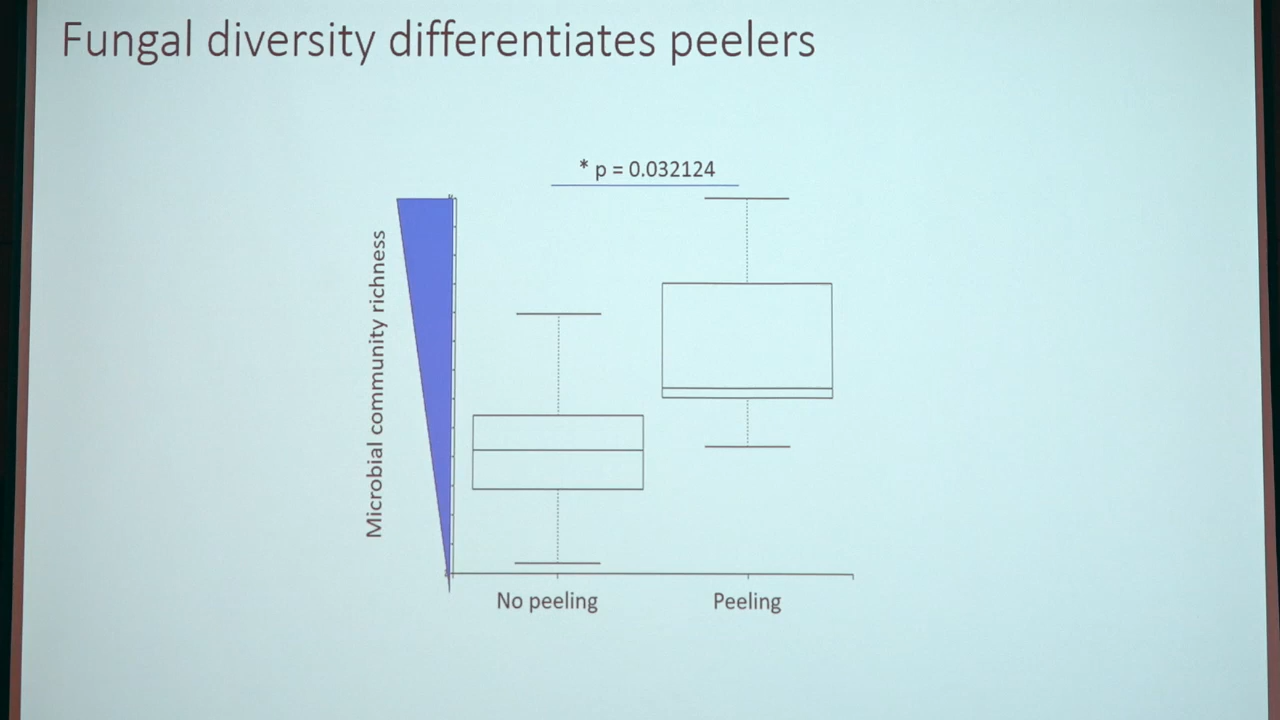 Fungal diversity differentiates peelers
* p = 0.032124
Microbial community richness
No peeling
Peeling